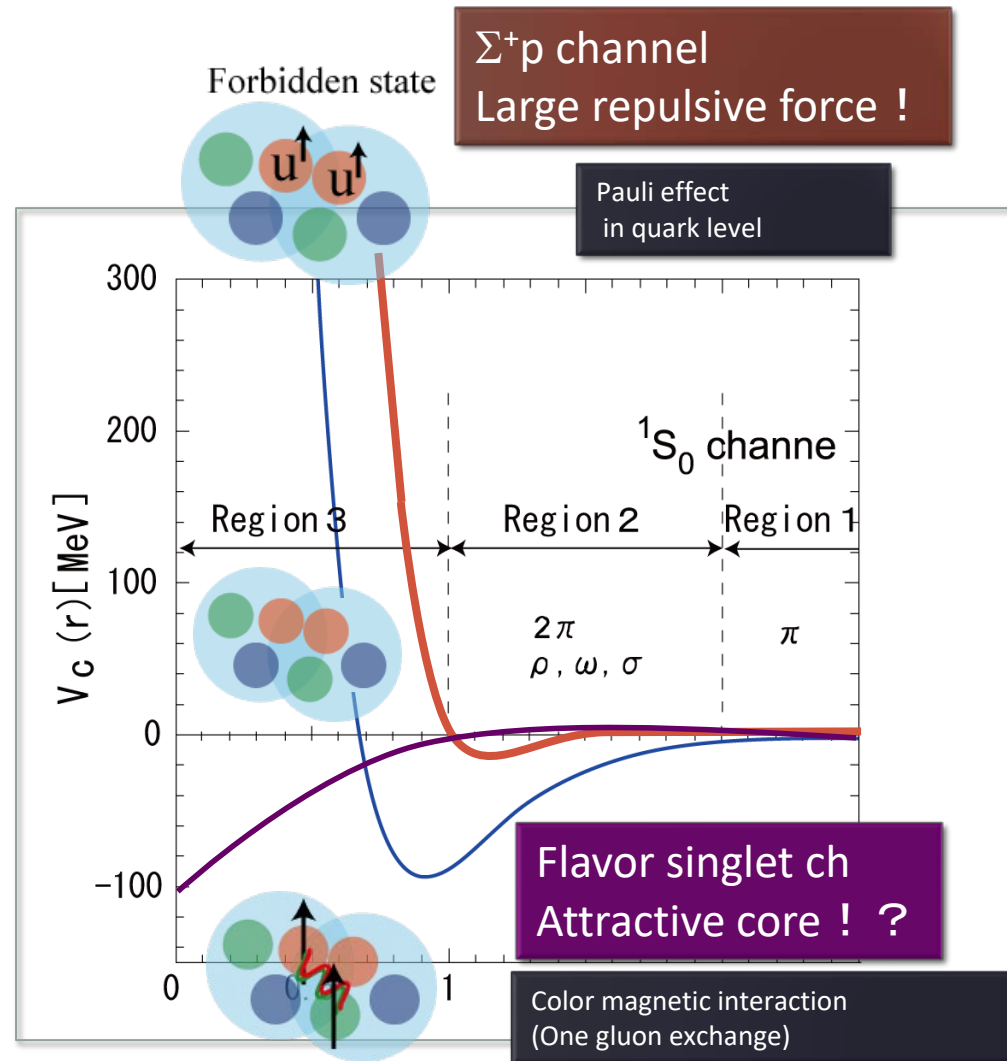 Σ⁺p channel
Large repulsive force !
Forbidden state
u u
Pauli effect
in quark level
300
200
¹S₀ channe
Region 3 Region 2 Region 1
Vc (r) [MeV]
100
2π π
ρ, ω, σ
0
Flavor singlet ch
Attractive core ! ?
-100
0 1
Color magnetic interaction
(One gluon exchange)